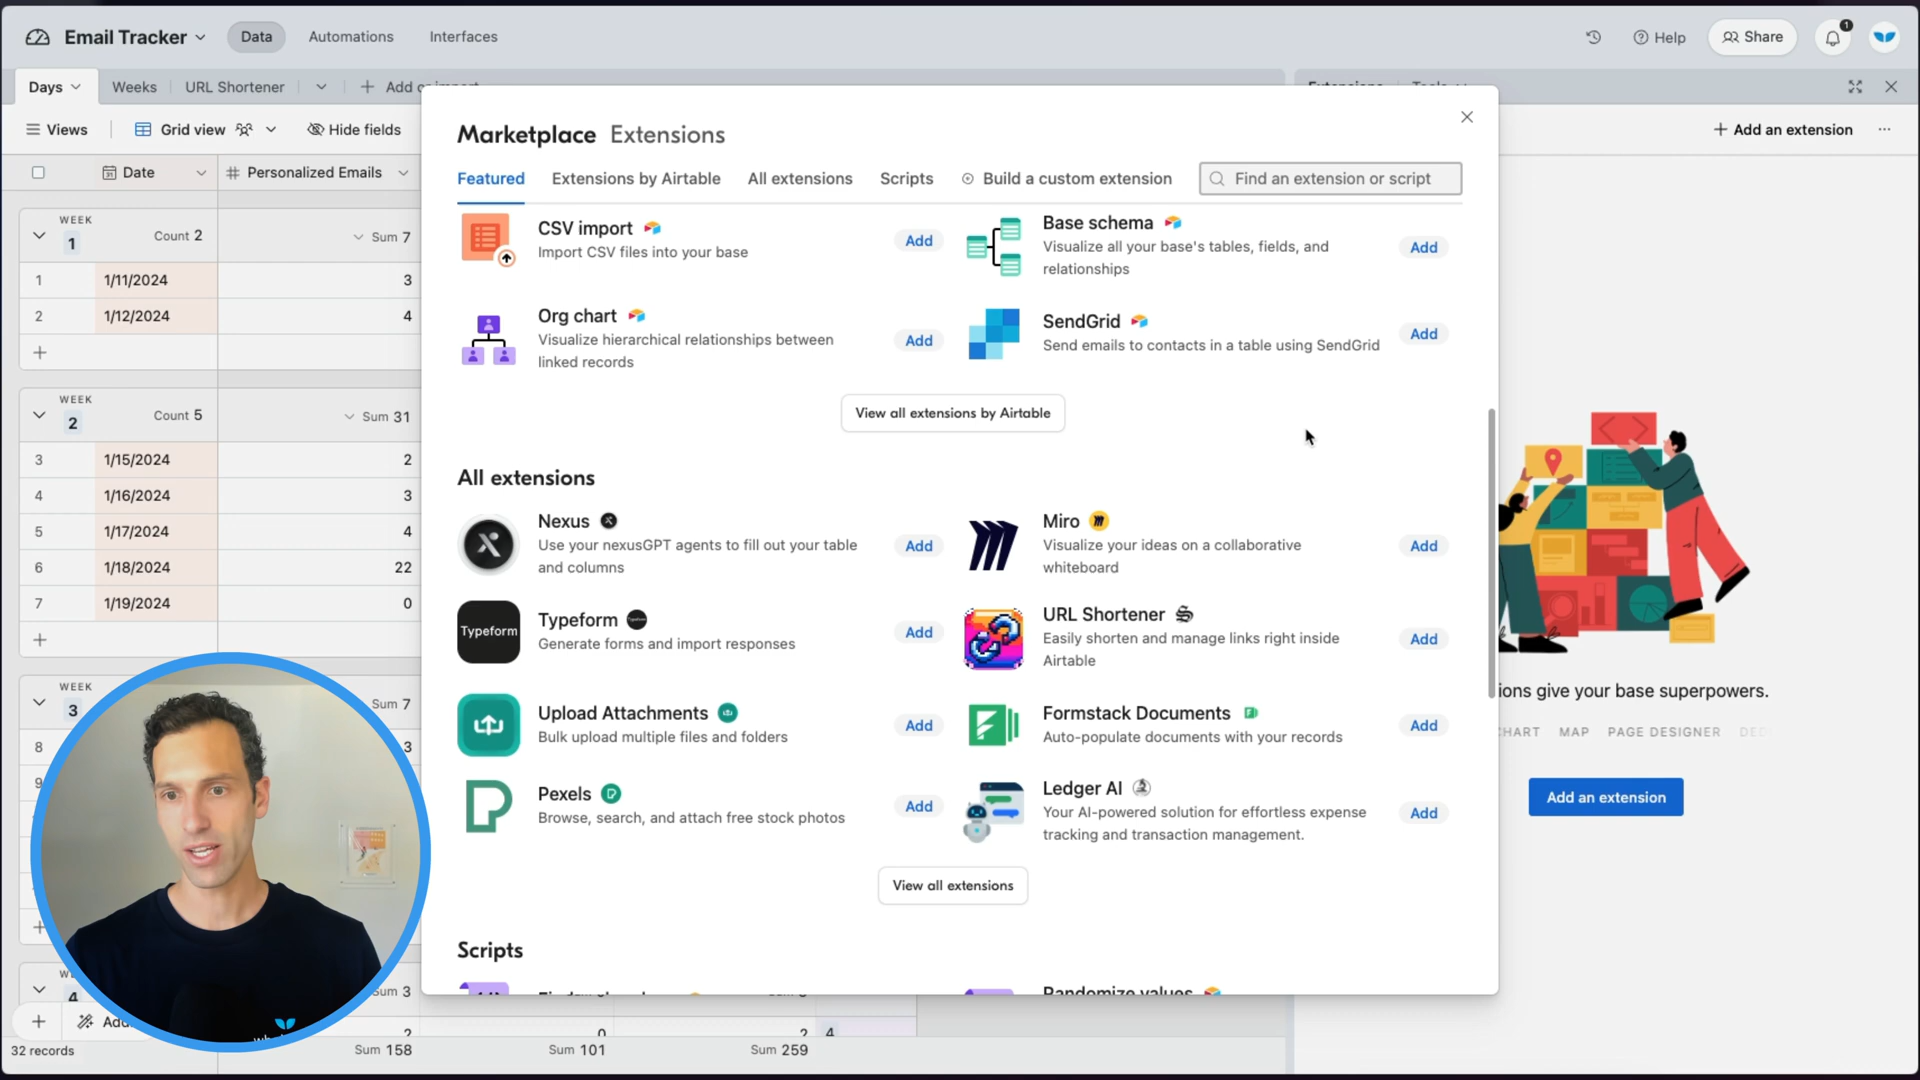 Email Tracker
Data
Automations
Interfaces
Help
Share
1
Days
Weeks
URL Shortener
Add or import
Extensions
Tools
Views
Grid view
Hide fields
Add an extension
Date
Personalized Emails
WEEK
1
Count 2
Sum 7
1 1/11/2024 3
2 1/12/2024 4
WEEK
2
Count 5
Sum 31
3 1/15/2024 2
4 1/16/2024 3
5 1/17/2024 4
6 1/18/2024 22
7 1/19/2024 0
WEEK
3
Sum 7
8 3
9
4
Sum 3
Add
2 0 2 4
32 records
Sum 158
Sum 101
Sum 259
Marketplace Extensions
Featured
Extensions by Airtable
All extensions
Scripts
Build a custom extension
Find an extension or script
CSV import
Import CSV files into your base
Add
Base schema
Visualize all your base's tables, fields, and
relationships
Add
Org chart
Visualize hierarchical relationships between
linked records
Add
SendGrid
Send emails to contacts in a table using SendGrid
Add
View all extensions by Airtable
All extensions
Nexus
Use your nexusGPT agents to fill out your table
and columns
Add
Miro
Visualize your ideas on a collaborative
whiteboard
Add
Typeform
Typeform
Generate forms and import responses
Add
URL Shortener
Easily shorten and manage links right inside
Airtable
Add
Upload Attachments
Bulk upload multiple files and folders
Add
Formstack Documents
Auto-populate documents with your records
Add
Pexels
Browse, search, and attach free stock photos
Add
Ledger AI
Your AI-powered solution for effortless expense
tracking and transaction management.
Add
View all extensions
Scripts
Randomize values
ions give your base superpowers.
CHART MAP PAGE DESIGNER
Add an extension